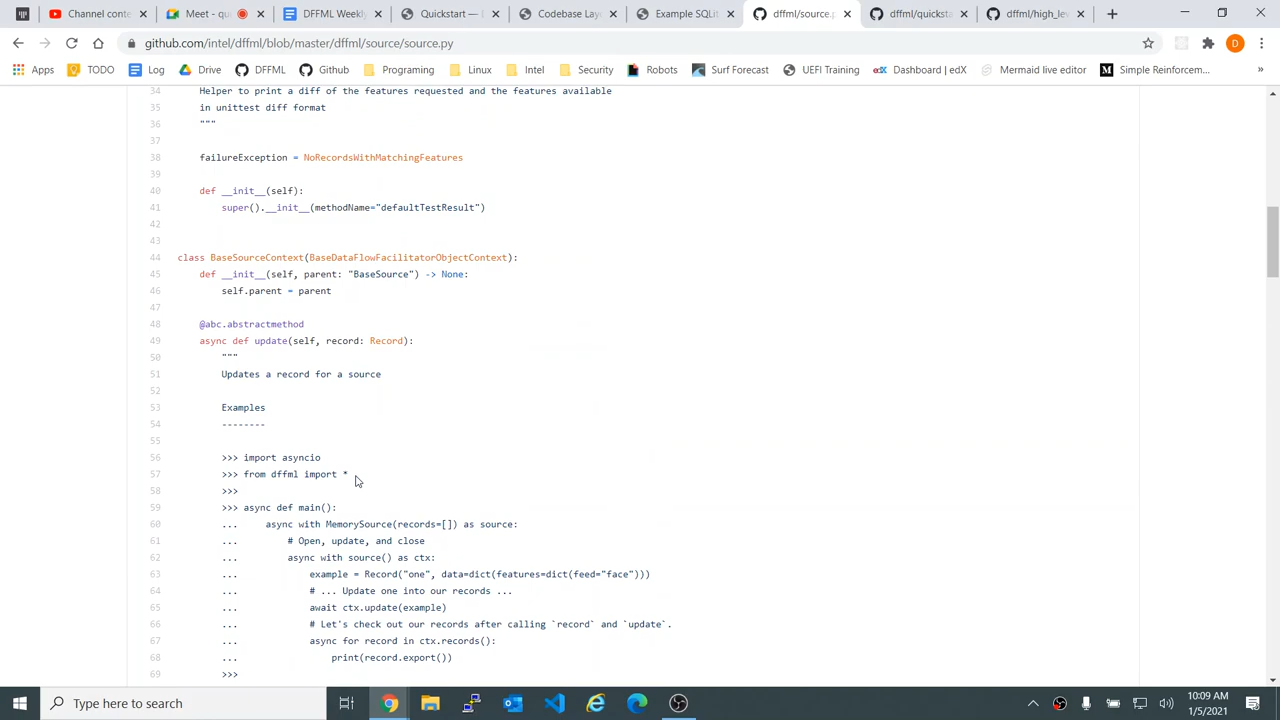 Channel conte
Meet - qu
DFFML Weekly
Quickstart —
Codebase Lay
Example SQLit
dffml/source.p
dffml/quicksta
dffml/high_lev
github.com/intel/dffml/blob/master/dffml/source/source.py
D
Apps
TODO
Log
Drive
DFFML
Github
Programing
Linux
Intel
Security
Robots
Surf Forecast
UEFI Training
edX
Dashboard | edX
Mermaid live editor
Simple Reinforcem...
»
34 Helper to print a diff of the features requested and the features available
35 in unittest diff format
36 """
37
38 failureException = NoRecordsWithMatchingFeatures
39
40 def __init__(self):
41 super().__init__(methodName="defaultTestResult")
42
43
44 class BaseSourceContext(BaseDataFlowFacilitatorObjectContext):
45 def __init__(self, parent: "BaseSource") -> None:
46 self.parent = parent
47
48 @abc.abstractmethod
49 async def update(self, record: Record):
50 """
51 Updates a record for a source
52
53 Examples
54 --------
55
56 >>> import asyncio
57 >>> from dffml import *
58 >>>
59 >>> async def main():
60 ... async with MemorySource(records=[]) as source:
61 ... # Open, update, and close
62 ... async with source() as ctx:
63 ... example = Record("one", data=dict(features=dict(feed="face")))
64 ... # ... Update one into our records ...
65 ... await ctx.update(example)
66 ... # Let's check out our records after calling `record` and `update`.
67 ... async for record in ctx.records():
68 ... print(record.export())
69 >>>
Type here to search
10:09 AM
1/5/2021